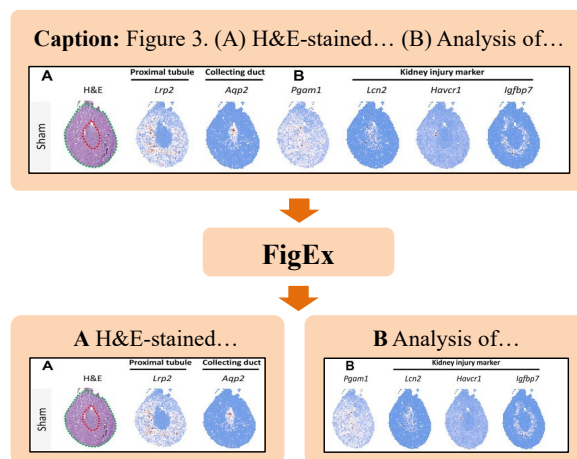 Caption: Figure 3. (A) H&E-stained… (B) Analysis of…
A Proximal tubule Collecting duct B Kidney injury marker
H&E Lrp2 Aqp2 Pgam1 Lcn2 Havcr1 Igfbp7
Sham
FigEx
A H&E-stained…
A Proximal tubule Collecting duct
H&E Lrp2 Aqp2
Sham
B Analysis of…
B Kidney injury marker
Pgam1 Lcn2 Havcr1 Igfbp7